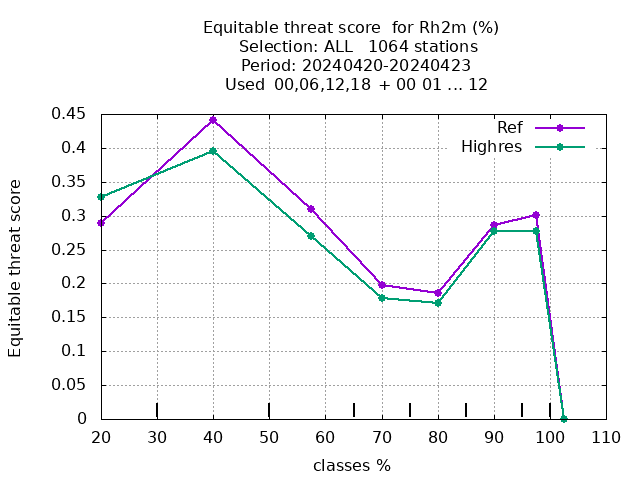 Equitable threat score  for Rh2m (%)
Selection: ALL   1064 stations
Period: 20240420-20240423
Used  00,06,12,18  + 00 01 ... 12
Ref
Highres
Equitable threat score
0.45
0.4
0.35
0.3
0.25
0.2
0.15
0.1
0.05
0
20 30 40 50 60 70 80 90 100 110
classes %